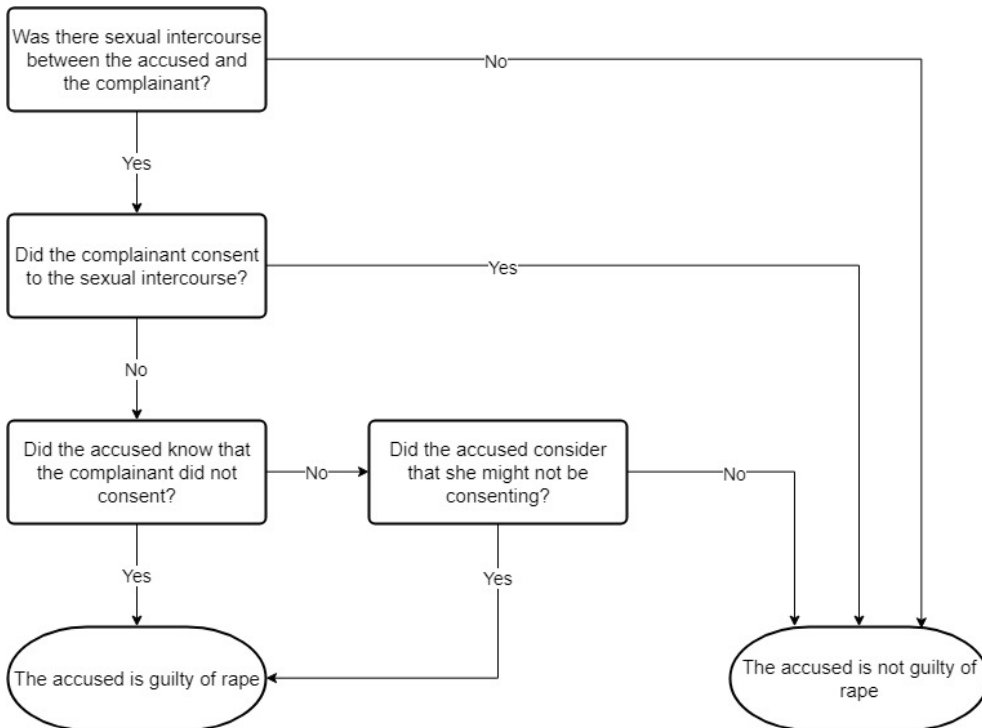 Was there sexual intercourse
between the accused and
the complainant?
No
Yes
Did the complainant consent
to the sexual intercourse?
Yes
No
Did the accused know that
the complainant did not
consent?
No
Did the accused consider
that she might not be
consenting?
No
Yes
Yes
The accused is guilty of rape
The accused is not guilty of
rape